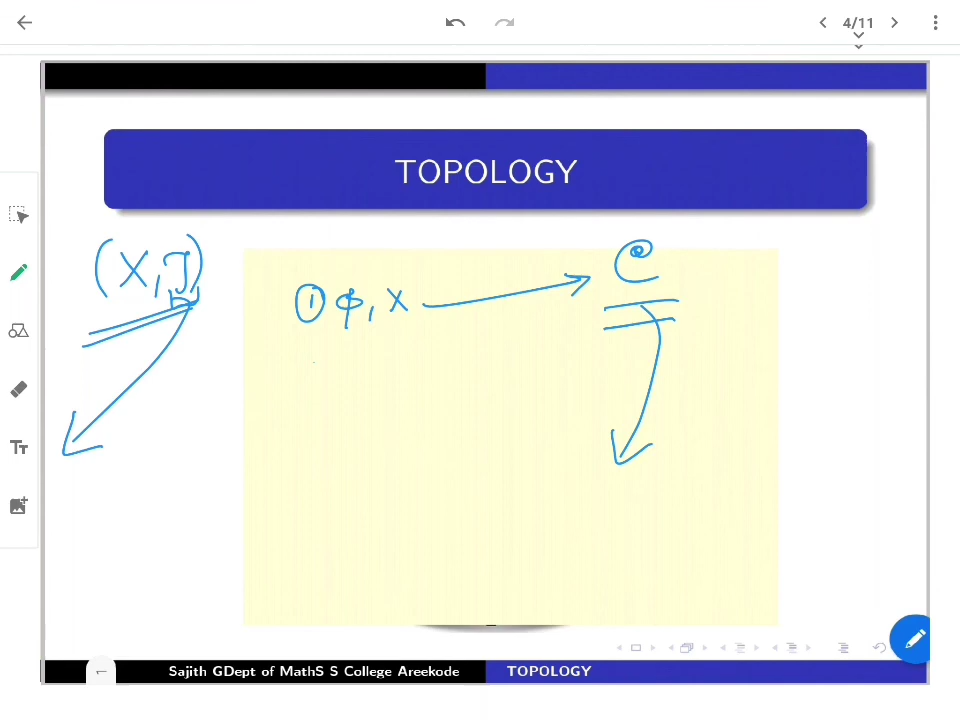 4/11
TOPOLOGY
(X, J)
① φ, X
Sajith GDept of MathS S College Areekode TOPOLOGY